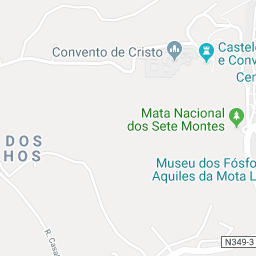 Convento de Cristo
Castel
e Conv
Cen
Mata Nacional
dos Sete Montes
DOS
HOS
Museu dos Fósf
Aquiles da Mota L
R. Casal
N349-3